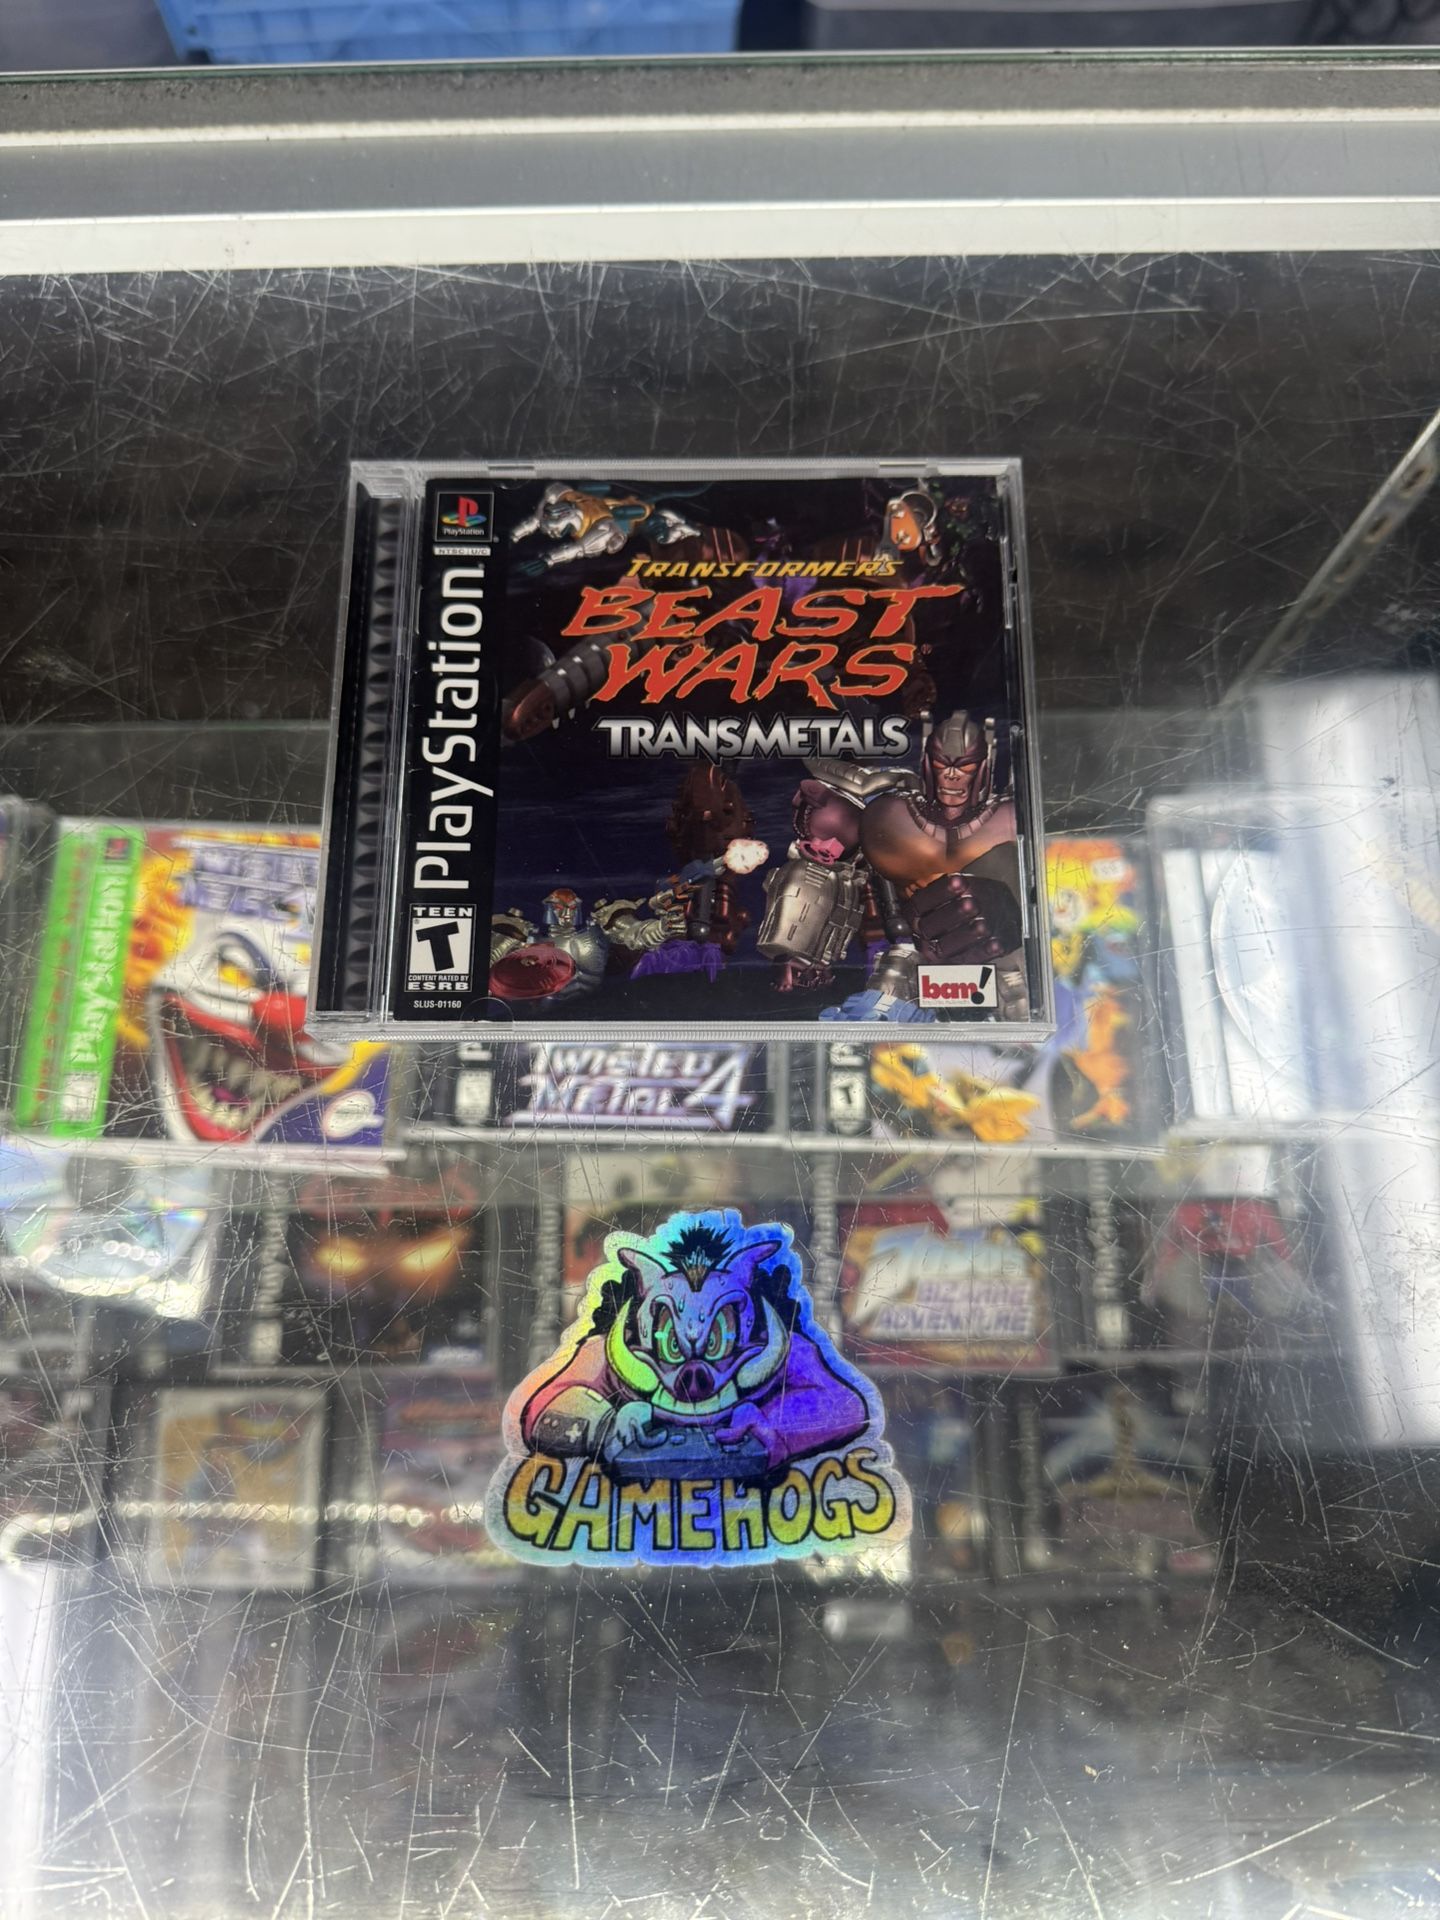 PlayStation
NTSC U/C
PlayStation
TRANSFORMERS
BEAST
WARS
TRANSMETALS
TEEN
T
CONTENT RATED BY
ESRB
SLUS-01160
bam!
PlayStation
TWISTED
METAL 4
T
BIZARRE
ADVENTURE
GAMEHOGS